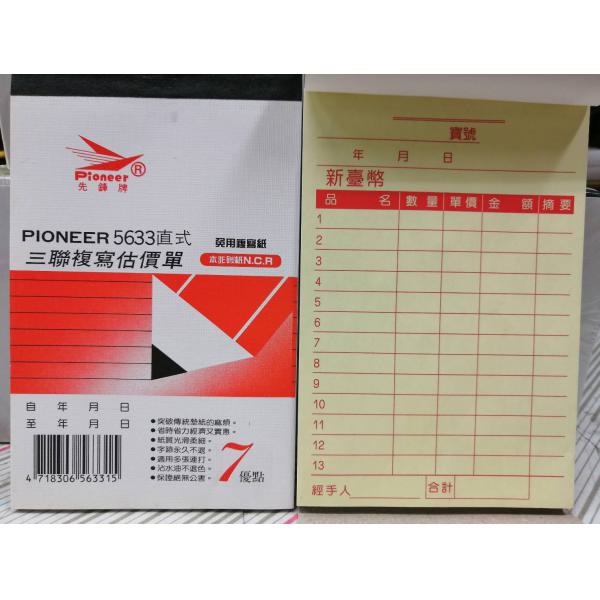 Pioneer®
先鋒牌
PIONEER 5633直式
免用複寫紙
三聯複寫估價單
本非碳紙N.C.R
自 年 月 日
至 年 月 日
●突破傳統墊紙的麻煩。
●省時省力經濟又實惠。
●紙質光滑柔細。
●字跡永久不退。
●適用多張連打。
●沾水油不退色。
●保證絕無公害。
7優點
4 718306 563315
寶號
年 月 日
新臺幣
品 名 數量 單價 金 額 摘要
1
2
3
4
5
6
7
8
9
10
11
12
13
經手人 合計